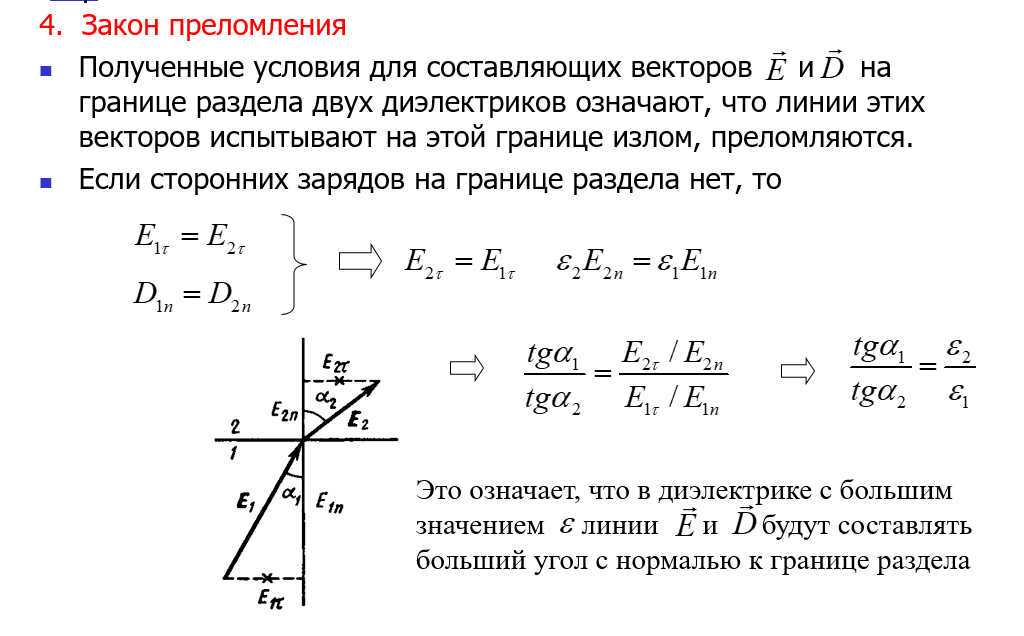 4. Закон преломления
▪ Полученные условия для составляющих векторов E⃗ и D⃗ на
границе раздела двух диэлектриков означают, что линии этих
векторов испытывают на этой границе излом, преломляются.
▪ Если сторонних зарядов на границе раздела нет, то
E₁τ = E₂τ
D₁ₙ = D₂ₙ
E₂τ = E₁τ ε₂E₂ₙ = ε₁E₁ₙ
tgα₁ / tgα₂ = (E₂τ / E₂ₙ) / (E₁τ / E₁ₙ)
tgα₁ / tgα₂ = ε₂ / ε₁
E₂τ
α₂
E₂ₙ
E₂
2
1
E₁
α₁
E₁ₙ
E₁τ
Это означает, что в диэлектрике с большим
значением ε линии E⃗ и D⃗ будут составлять
больший угол с нормалью к границе раздела